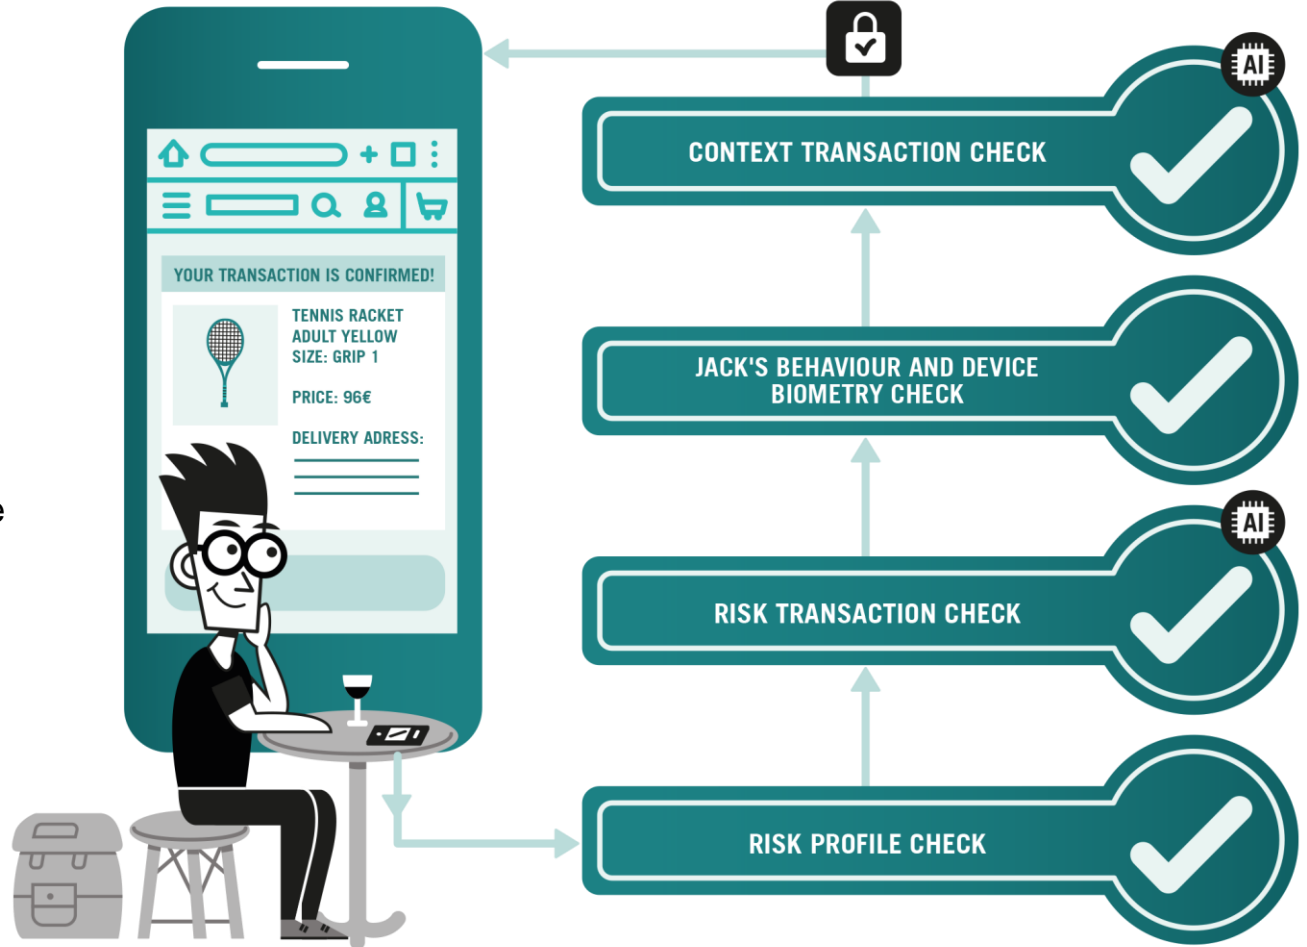 AI
CONTEXT TRANSACTION CHECK
YOUR TRANSACTION IS CONFIRMED!
TENNIS RACKET
ADULT YELLOW
SIZE: GRIP 1
PRICE: 96€
DELIVERY ADRESS:
JACK'S BEHAVIOUR AND DEVICE
BIOMETRY CHECK
e
AI
RISK TRANSACTION CHECK
RISK PROFILE CHECK